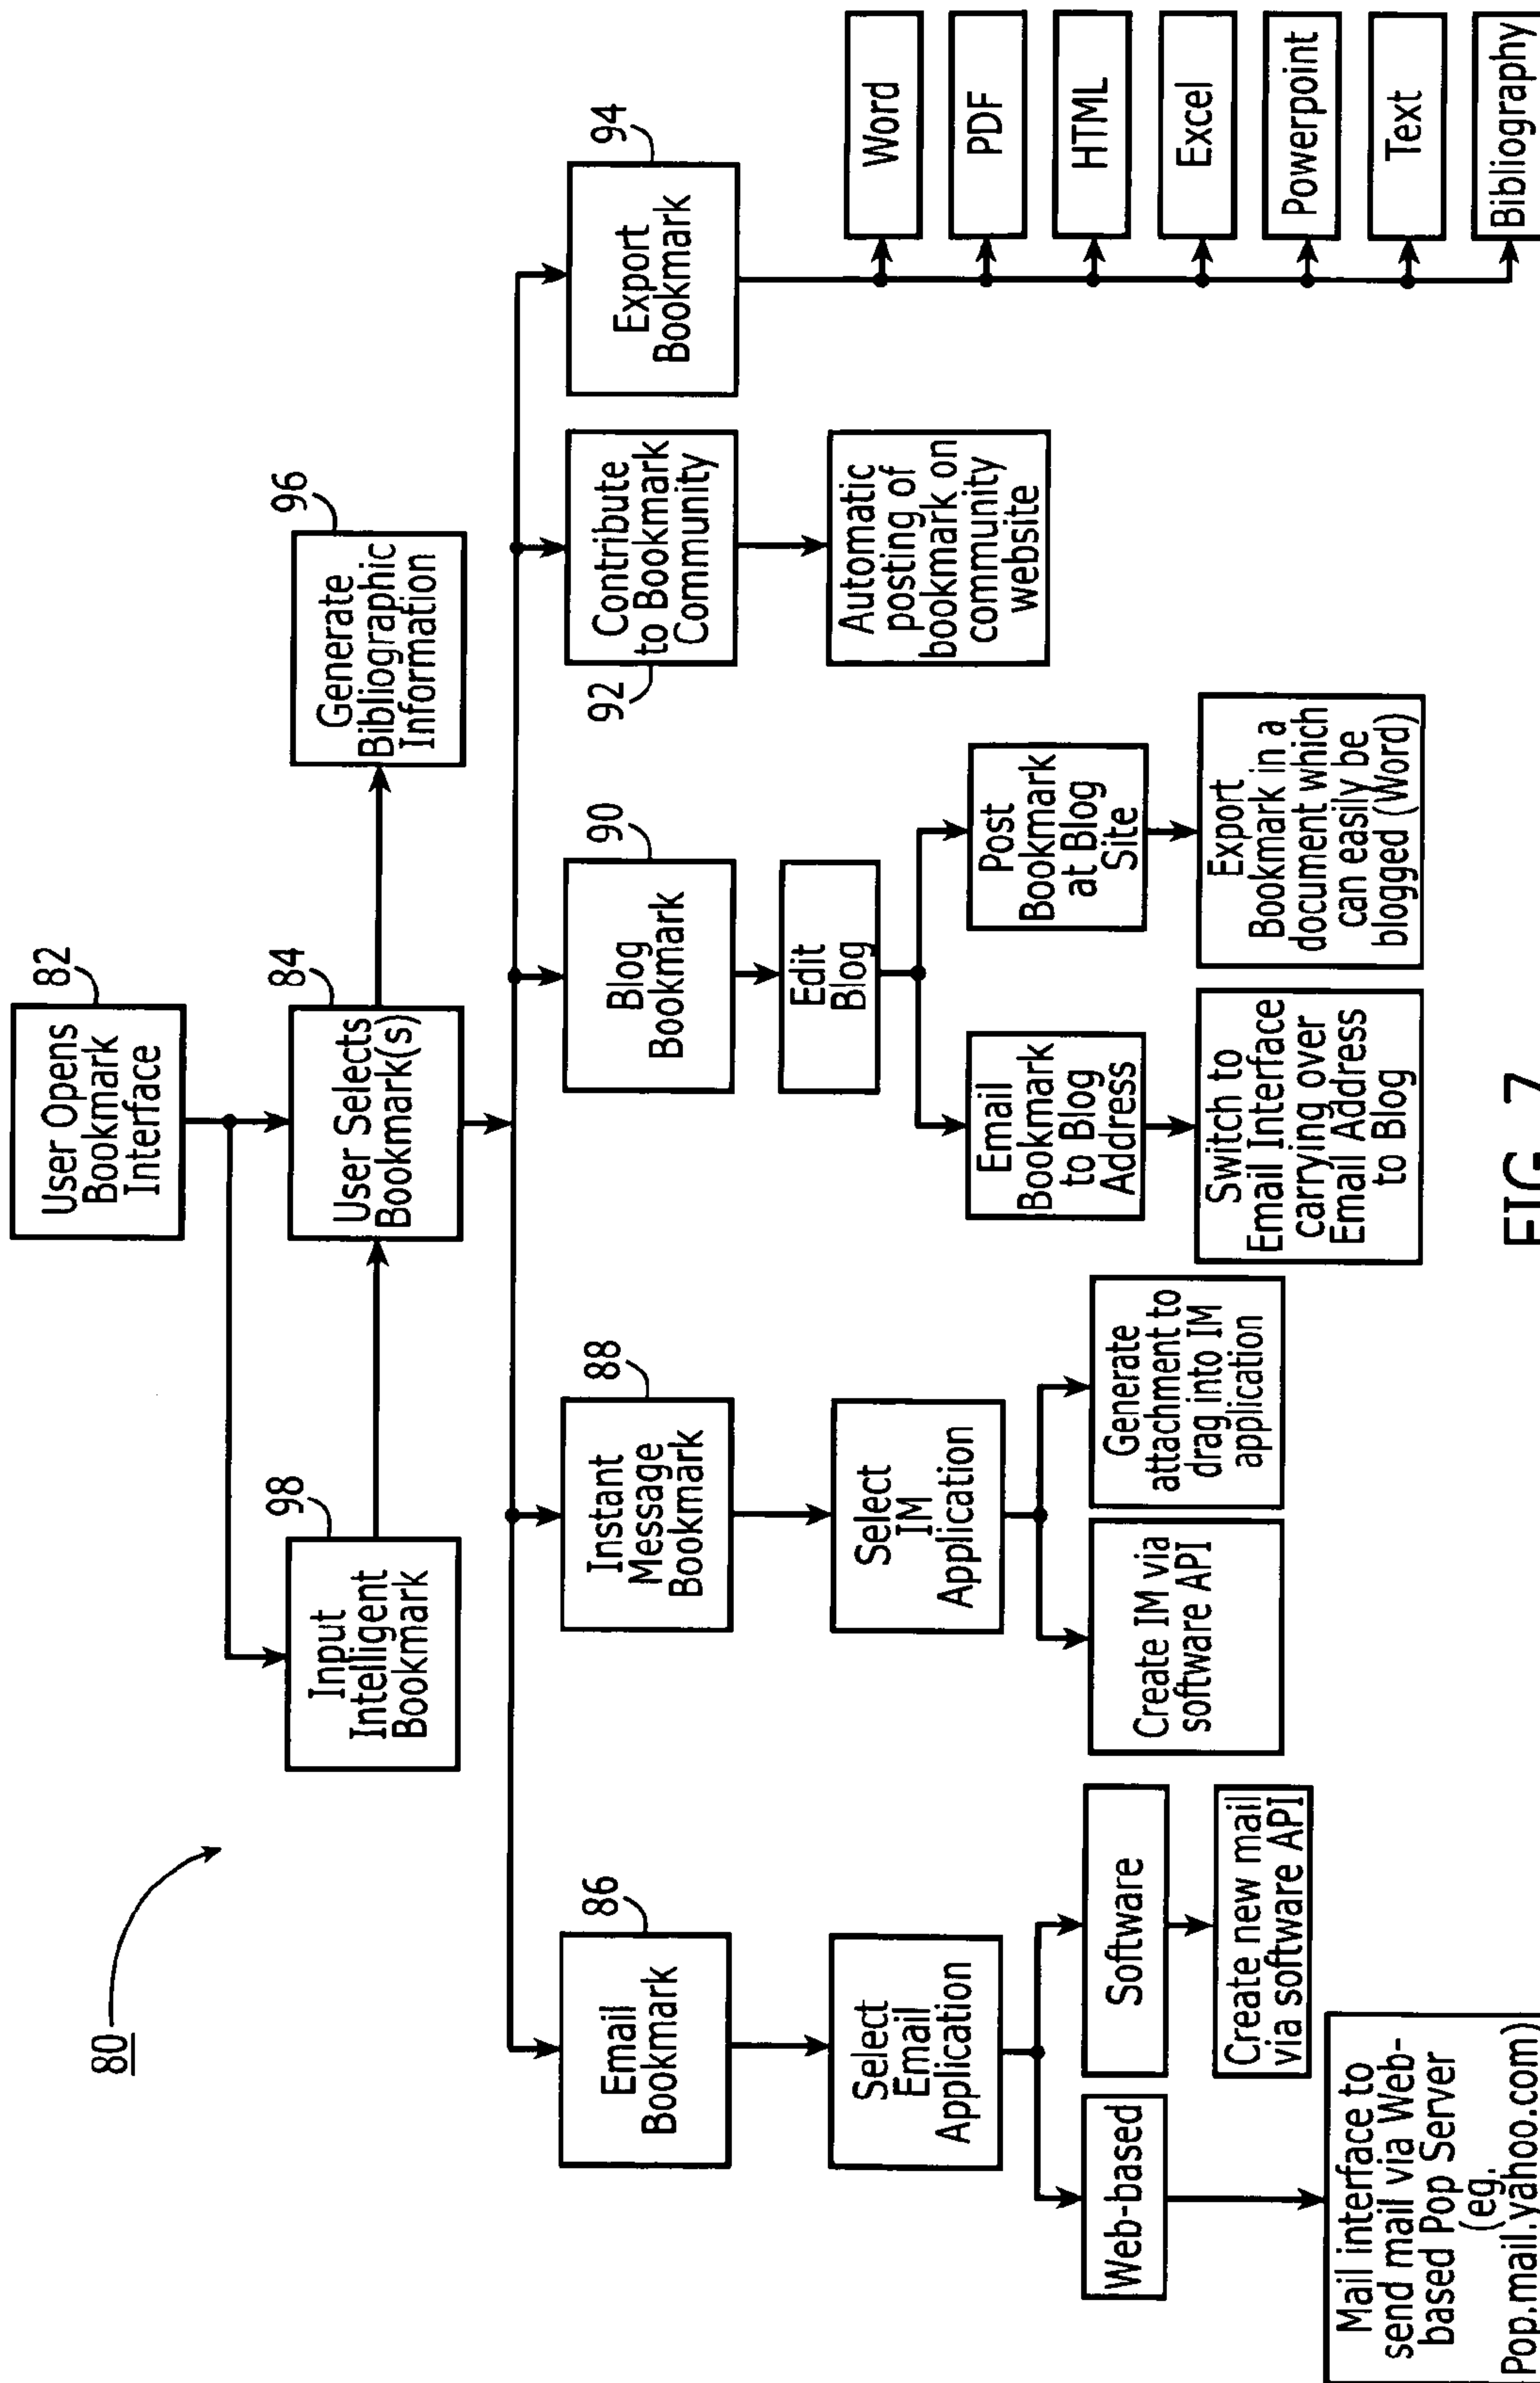 80
User Opens
Bookmark
Interface
82
Input
Intelligent
Bookmark
98
User Selects
Bookmark(s)
84
Generate
Bibliographic
Information
96
Email
Bookmark
86
Instant
Message
Bookmark
88
Blog
Bookmark
90
Contribute
to Bookmark
Community
92
Export
Bookmark
94
Select
Email
Application
Web-based
Software
Mail interface to
send mail via Web-
based Pop Server
(eg.
Pop.mail.yahoo.com)
Create new mail
via software API
Select
IM
Application
Create IM via
software API
Generate
attachment to
drag into IM
application
Edit
Blog
Email
Bookmark
to Blog
Address
Post
Bookmark
at Blog
Site
Switch to
Email Interface
carrying over
Email Address
to Blog
Export
Bookmark in a
document which
can easily be
blogged (Word)
Automatic
posting of
bookmark on
community
website
Word
PDF
HTML
Excel
Powerpoint
Text
Bibliography
FIG. 7